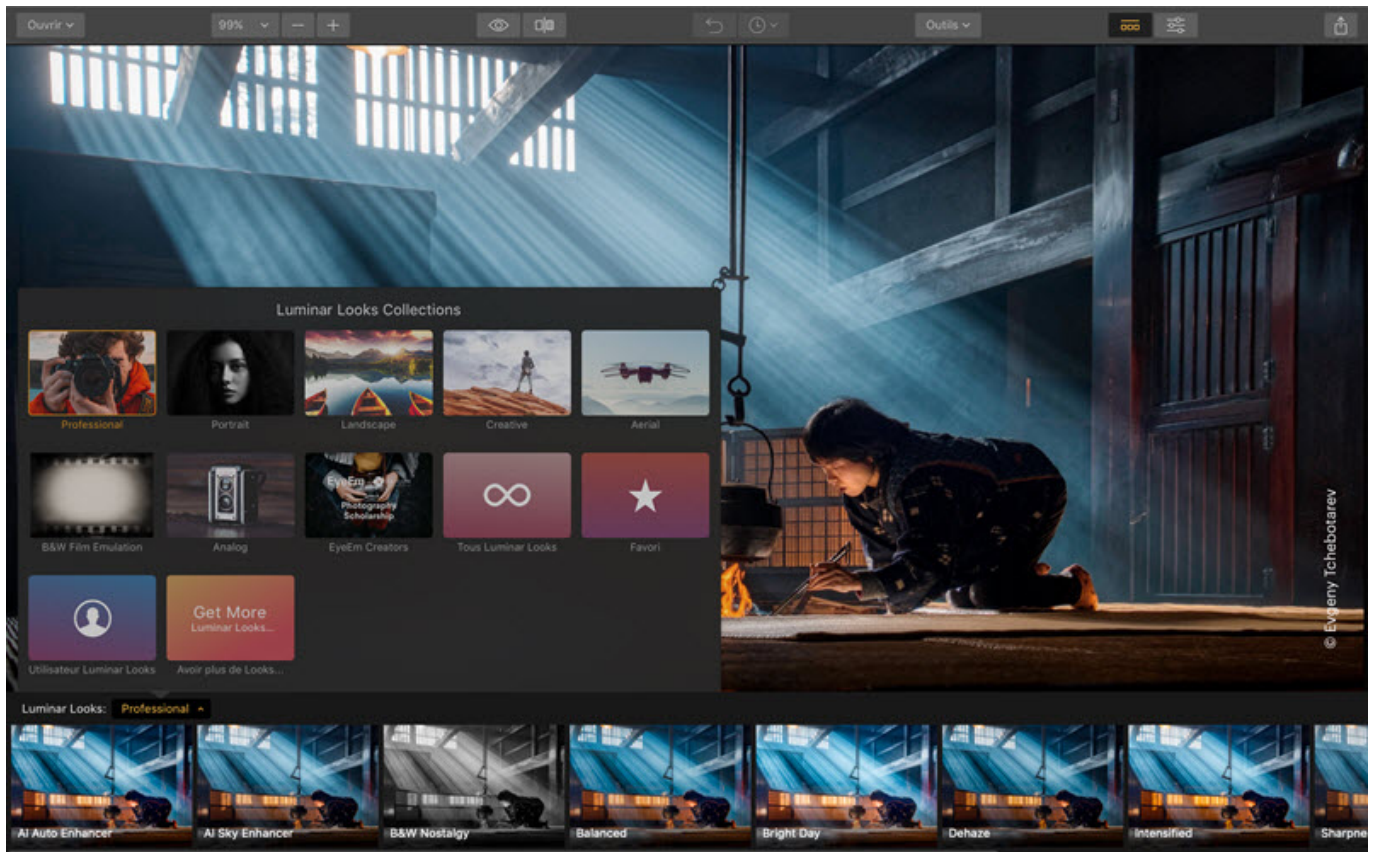 Ouvrir
99%
Outils
Luminar Looks Collections
Professional
Portrait
Landscape
Creative
Aerial
EyeEm
Photography
Scholarship
B&W Film Emulation
Analog
EyeEm Creators
Tous Luminar Looks
Favori
Get More
Luminar Looks...
Utilisateur Luminar Looks
Avoir plus de Looks...
© Evgeny Tchebotarev
Luminar Looks: Professional
AI Auto Enhancer
AI Sky Enhancer
B&W Nostalgy
Balanced
Bright Day
Dehaze
Intensified
Sharpne